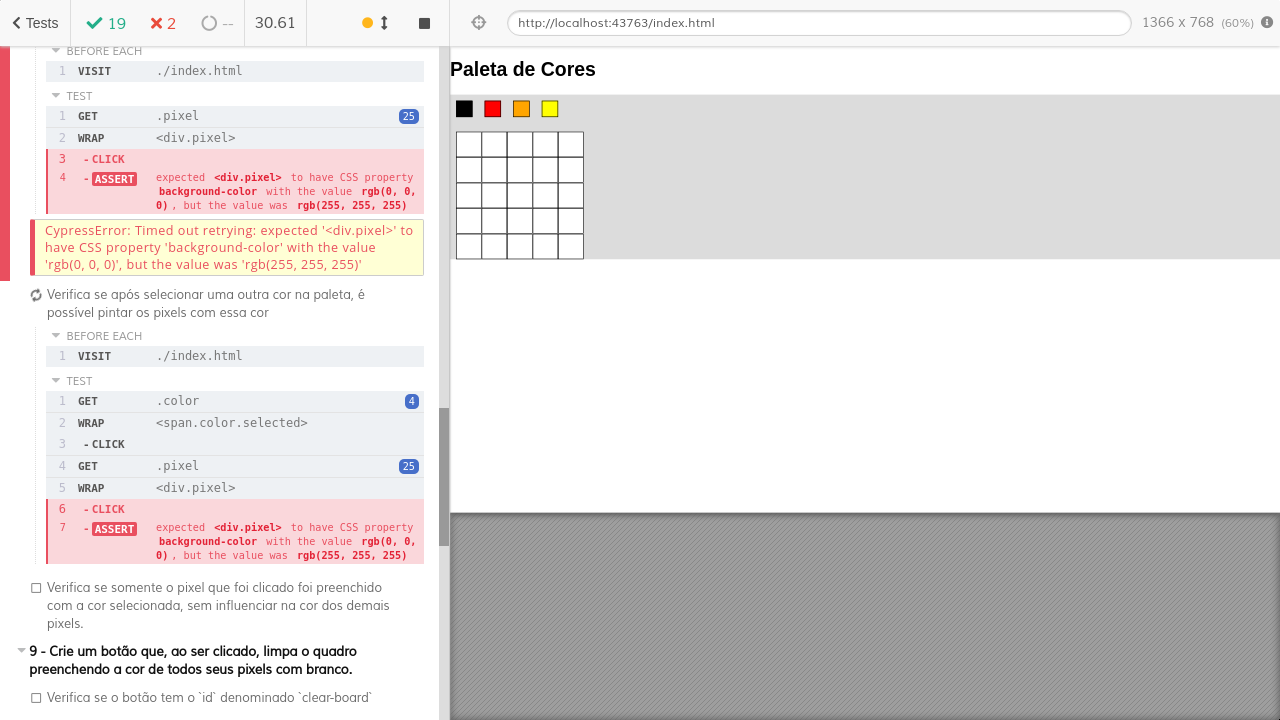 Tests 19 2 -- 30.61 http://localhost:43763/index.html 1366 x 768 (60%)
BEFORE EACH
1 VISIT ./index.html
TEST
1 GET .pixel 25
2 WRAP <div.pixel>
3 - CLICK
4 - ASSERT expected <div.pixel> to have CSS property
background-color with the value rgb(0, 0,
0), but the value was rgb(255, 255, 255)
CypressError: Timed out retrying: expected '<div.pixel>' to
have CSS property 'background-color' with the value
'rgb(0, 0, 0)', but the value was 'rgb(255, 255, 255)'
Verifica se após selecionar uma outra cor na paleta, é
possível pintar os pixels com essa cor
BEFORE EACH
1 VISIT ./index.html
TEST
1 GET .color 4
2 WRAP <span.color.selected>
3 - CLICK
4 GET .pixel 25
5 WRAP <div.pixel>
6 - CLICK
7 - ASSERT expected <div.pixel> to have CSS property
background-color with the value rgb(0, 0,
0), but the value was rgb(255, 255, 255)
Verifica se somente o pixel que foi clicado foi preenchido
com a cor selecionada, sem influenciar na cor dos demais
pixels.
9 - Crie um botão que, ao ser clicado, limpa o quadro
preenchendo a cor de todos seus pixels com branco.
Verifica se o botão tem o `id` denominado `clear-board`
Paleta de Cores